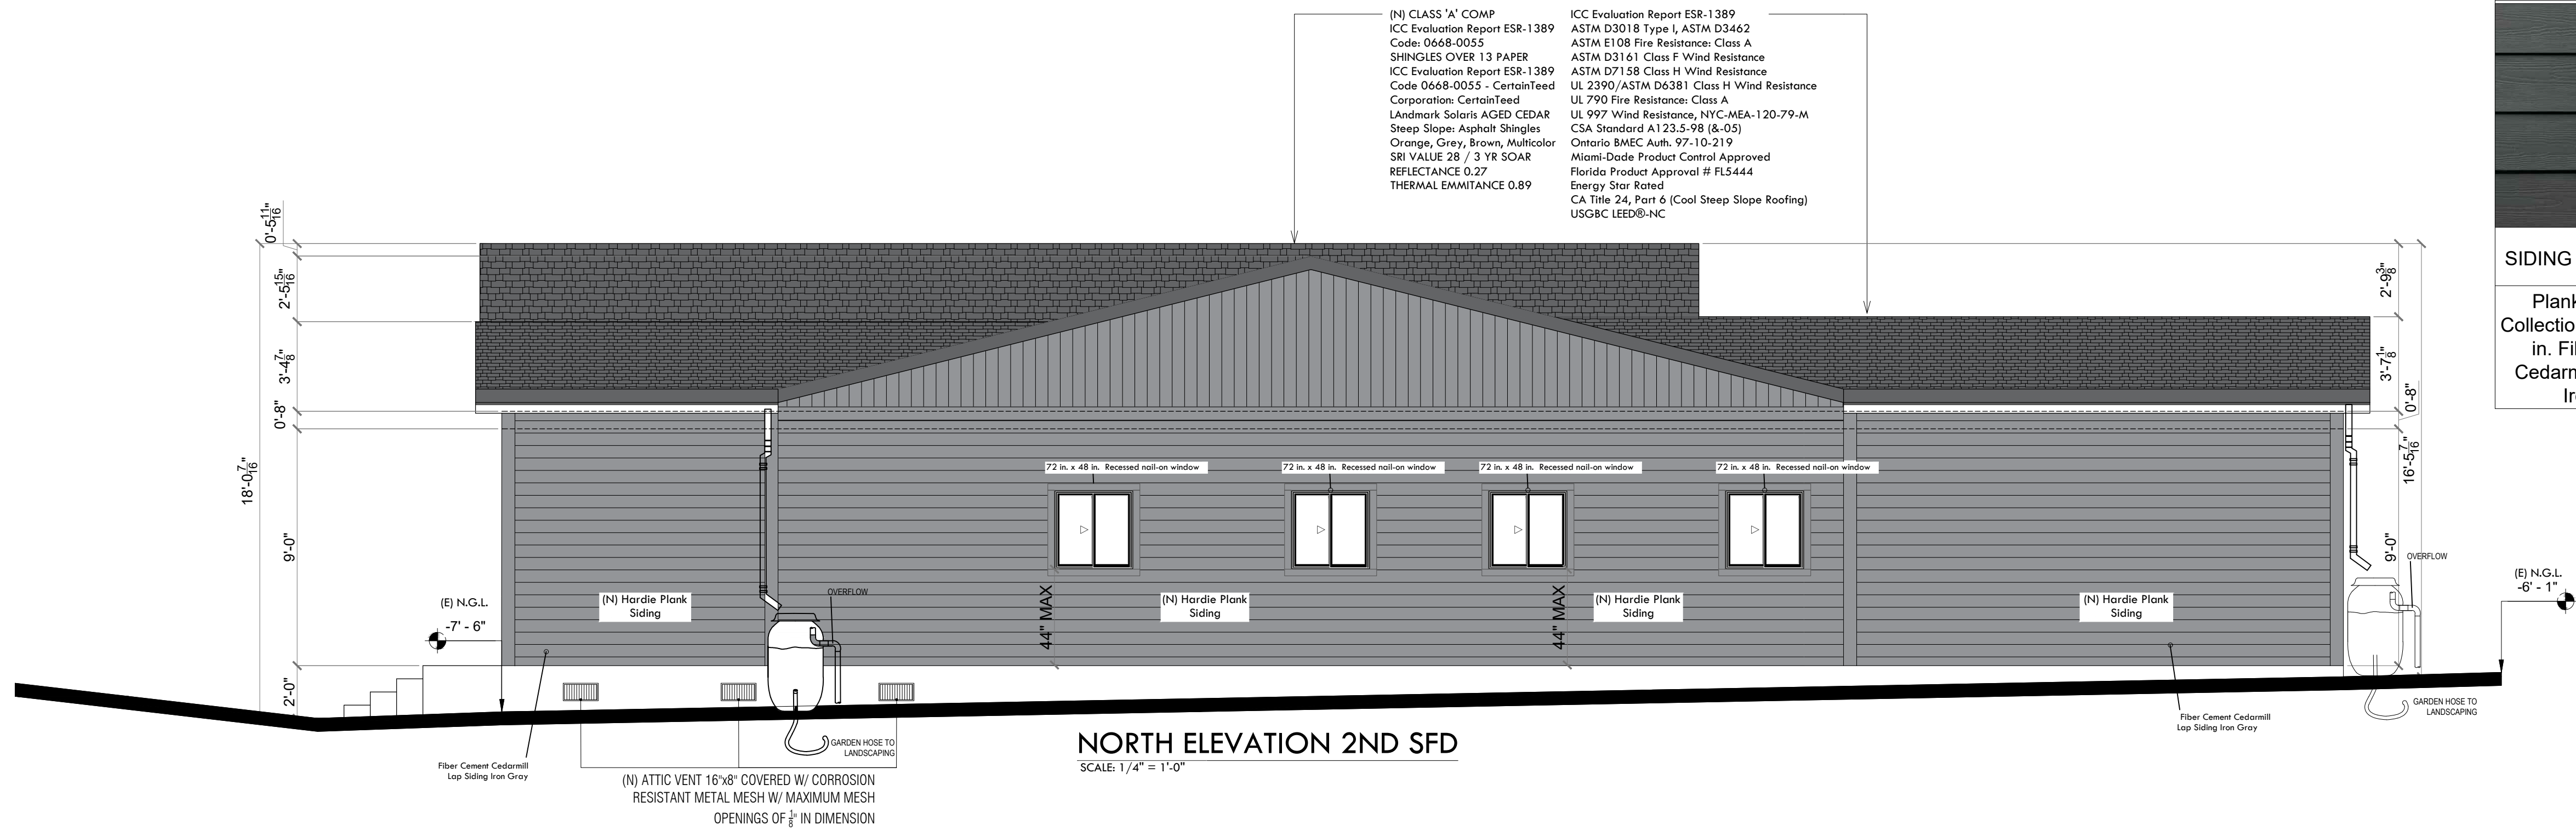 (N) CLASS 'A' COMP
ICC Evaluation Report ESR-1389
Code: 0668-0055
SHINGLES OVER 13 PAPER
ICC Evaluation Report ESR-1389
Code 0668-0055 - CertainTeed
Corporation: CertainTeed
LAndmark Solaris AGED CEDAR
Steep Slope: Asphalt Shingles
Orange, Grey, Brown, Multicolor
SRI VALUE 28 / 3 YR SOAR
REFLECTANCE 0.27
THERMAL EMMITANCE 0.89
ICC Evaluation Report ESR-1389
ASTM D3018 Type I, ASTM D3462
ASTM E108 Fire Resistance: Class A
ASTM D3161 Class F Wind Resistance
ASTM D7158 Class H Wind Resistance
UL 2390/ASTM D6381 Class H Wind Resistance
UL 790 Fire Resistance: Class A
UL 997 Wind Resistance, NYC-MEA-120-79-M
CSA Standard A123.5-98 (&-05)
Ontario BMEC Auth. 97-10-219
Miami-Dade Product Control Approved
Florida Product Approval # FL5444
Energy Star Rated
CA Title 24, Part 6 (Cool Steep Slope Roofing)
USGBC LEED®-NC
SIDING
Plank
Collectio
in. Fi
Cedarm
Ir
0'-5 11/16"
2'-5 15/16"
3'-4 7/8"
0'-8"
18'-0 7/16"
9'-0"
2'-0"
2'-9 3/8"
3'-7 1/8"
0'-8"
16'-5 7/16"
9'-0"
72 in. x 48 in. Recessed nail-on window
72 in. x 48 in. Recessed nail-on window
72 in. x 48 in. Recessed nail-on window
72 in. x 48 in. Recessed nail-on window
OVERFLOW
OVERFLOW
(E) N.G.L.
-7' - 6"
(E) N.G.L.
-6' - 1"
(N) Hardie Plank
Siding
(N) Hardie Plank
Siding
(N) Hardie Plank
Siding
(N) Hardie Plank
Siding
44" MAX
44" MAX
GARDEN HOSE TO
LANDSCAPING
GARDEN HOSE TO
LANDSCAPING
Fiber Cement Cedarmill
Lap Siding Iron Gray
Fiber Cement Cedarmill
Lap Siding Iron Gray
(N) ATTIC VENT 16"x8" COVERED W/ CORROSION
RESISTANT METAL MESH W/ MAXIMUM MESH
OPENINGS OF 1/8" IN DIMENSION
NORTH ELEVATION 2ND SFD
SCALE: 1/4" = 1'-0"